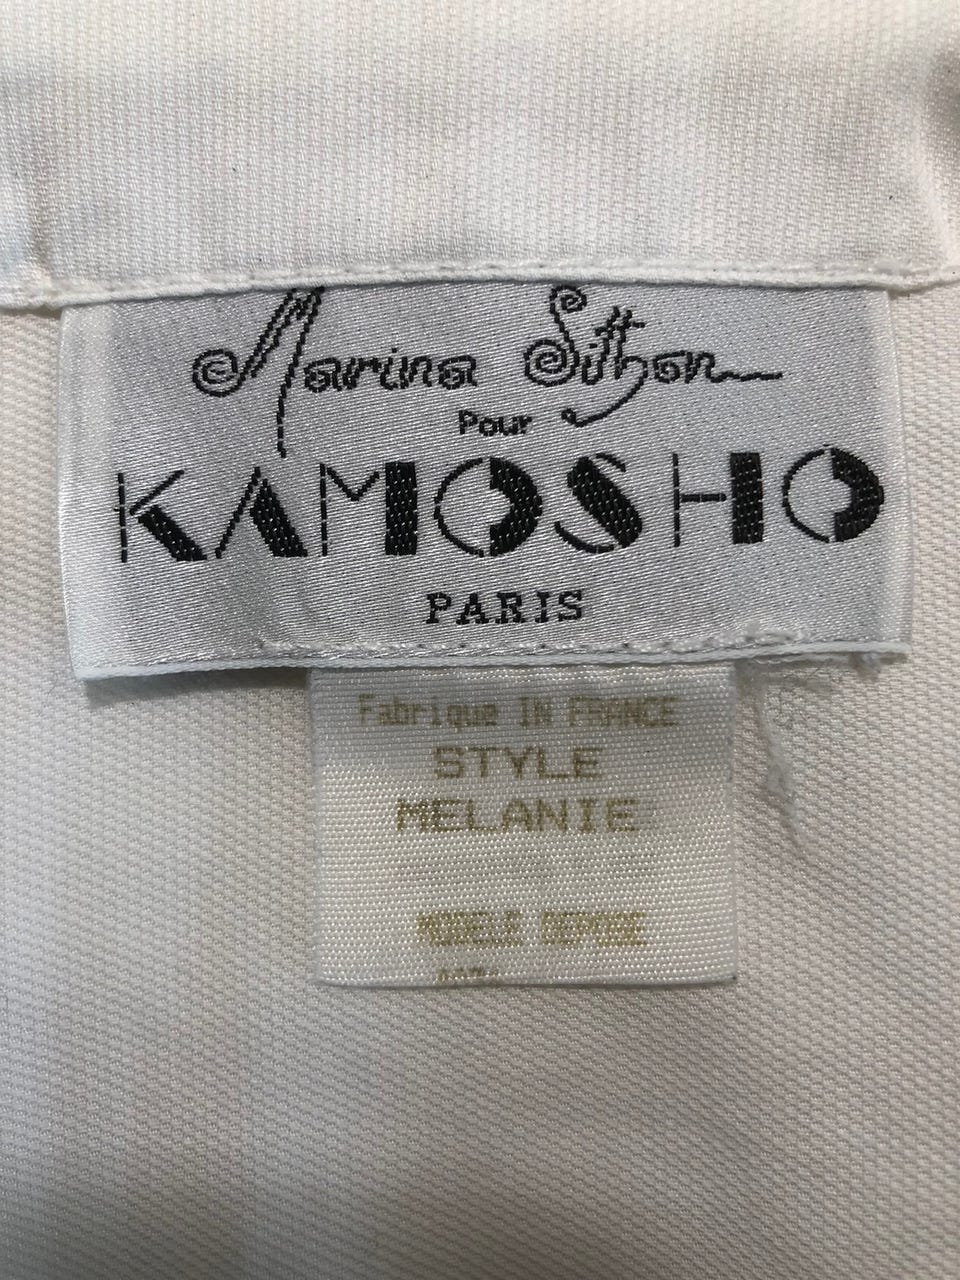 Marina Sitbon
Pour
KAMOSHO
PARIS
Fabrique IN FRANCE
STYLE
MELANIE
MODELE DEPOSE